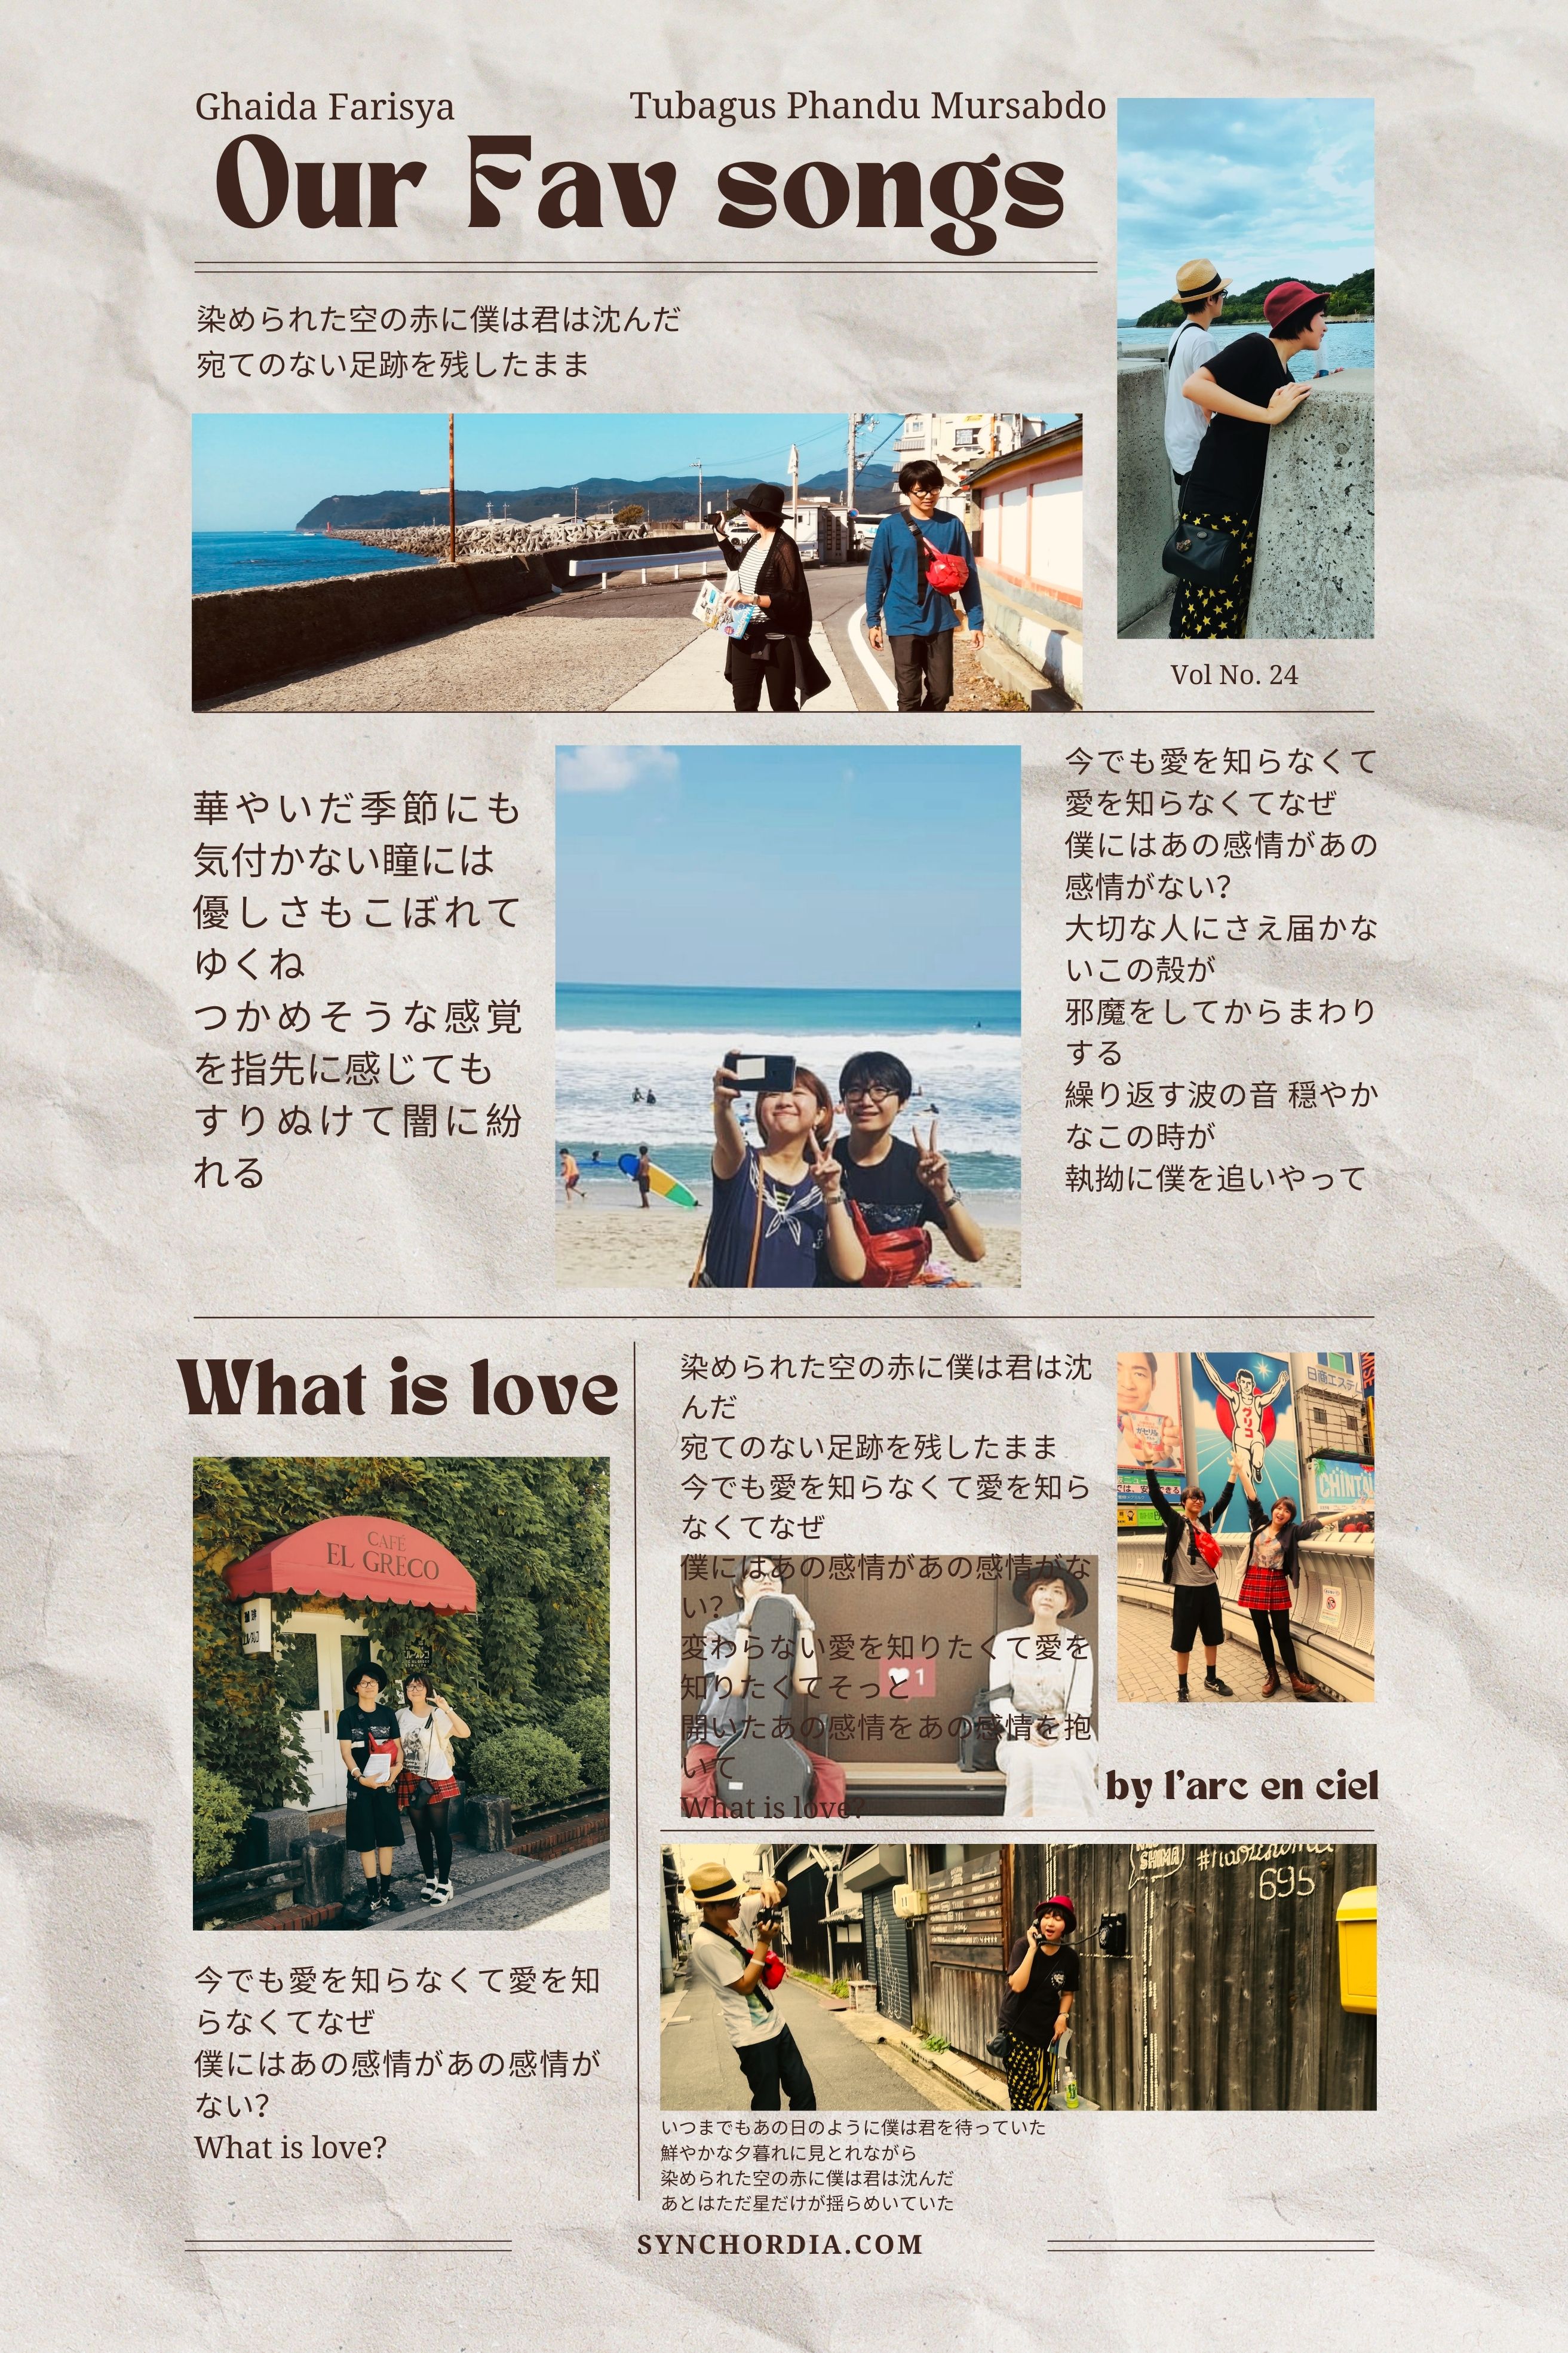 Ghaida Farisya
Tubagus Phandu Mursabdo
Our Fav songs
染められた空の赤に僕は君は沈んだ
宛てのない足跡を残したまま
Vol No. 24
華やいだ季節にも
気付かない瞳には
優しさもこぼれて
ゆくね
つかめそうな感覚
を指先に感じても
すりぬけて闇に紛
れる
今でも愛を知らなくて
愛を知らなくてなぜ
僕にはあの感情があの
感情がない?
大切な人にさえ届かな
いこの殻が
邪魔をしてからまわり
する
繰り返す波の音 穏やか
なこの時が
執拗に僕を追いやって
What is love
CAFÉ
EL GRECO
今でも愛を知らなくて愛を知
らなくてなぜ
僕にはあの感情があの感情が
ない?
What is love?
染められた空の赤に僕は君は沈
んだ
宛てのない足跡を残したまま
今でも愛を知らなくて愛を知ら
なくてなぜ
僕にはあの感情があの感情がな
い?
変わらない愛を知りたくて愛を
知りたくてそっと
開いたあの感情をあの感情を抱
いて
What is love?
1
日商エステ
グリコ
CHINTAI
by l'arc en ciel
SHIMA
695
いつまでもあの日のように僕は君を待っていた
鮮やかな夕暮れに見とれながら
染められた空の赤に僕は君は沈んだ
あとはただ星だけが揺らめいていた
SYNCHORDIA.COM